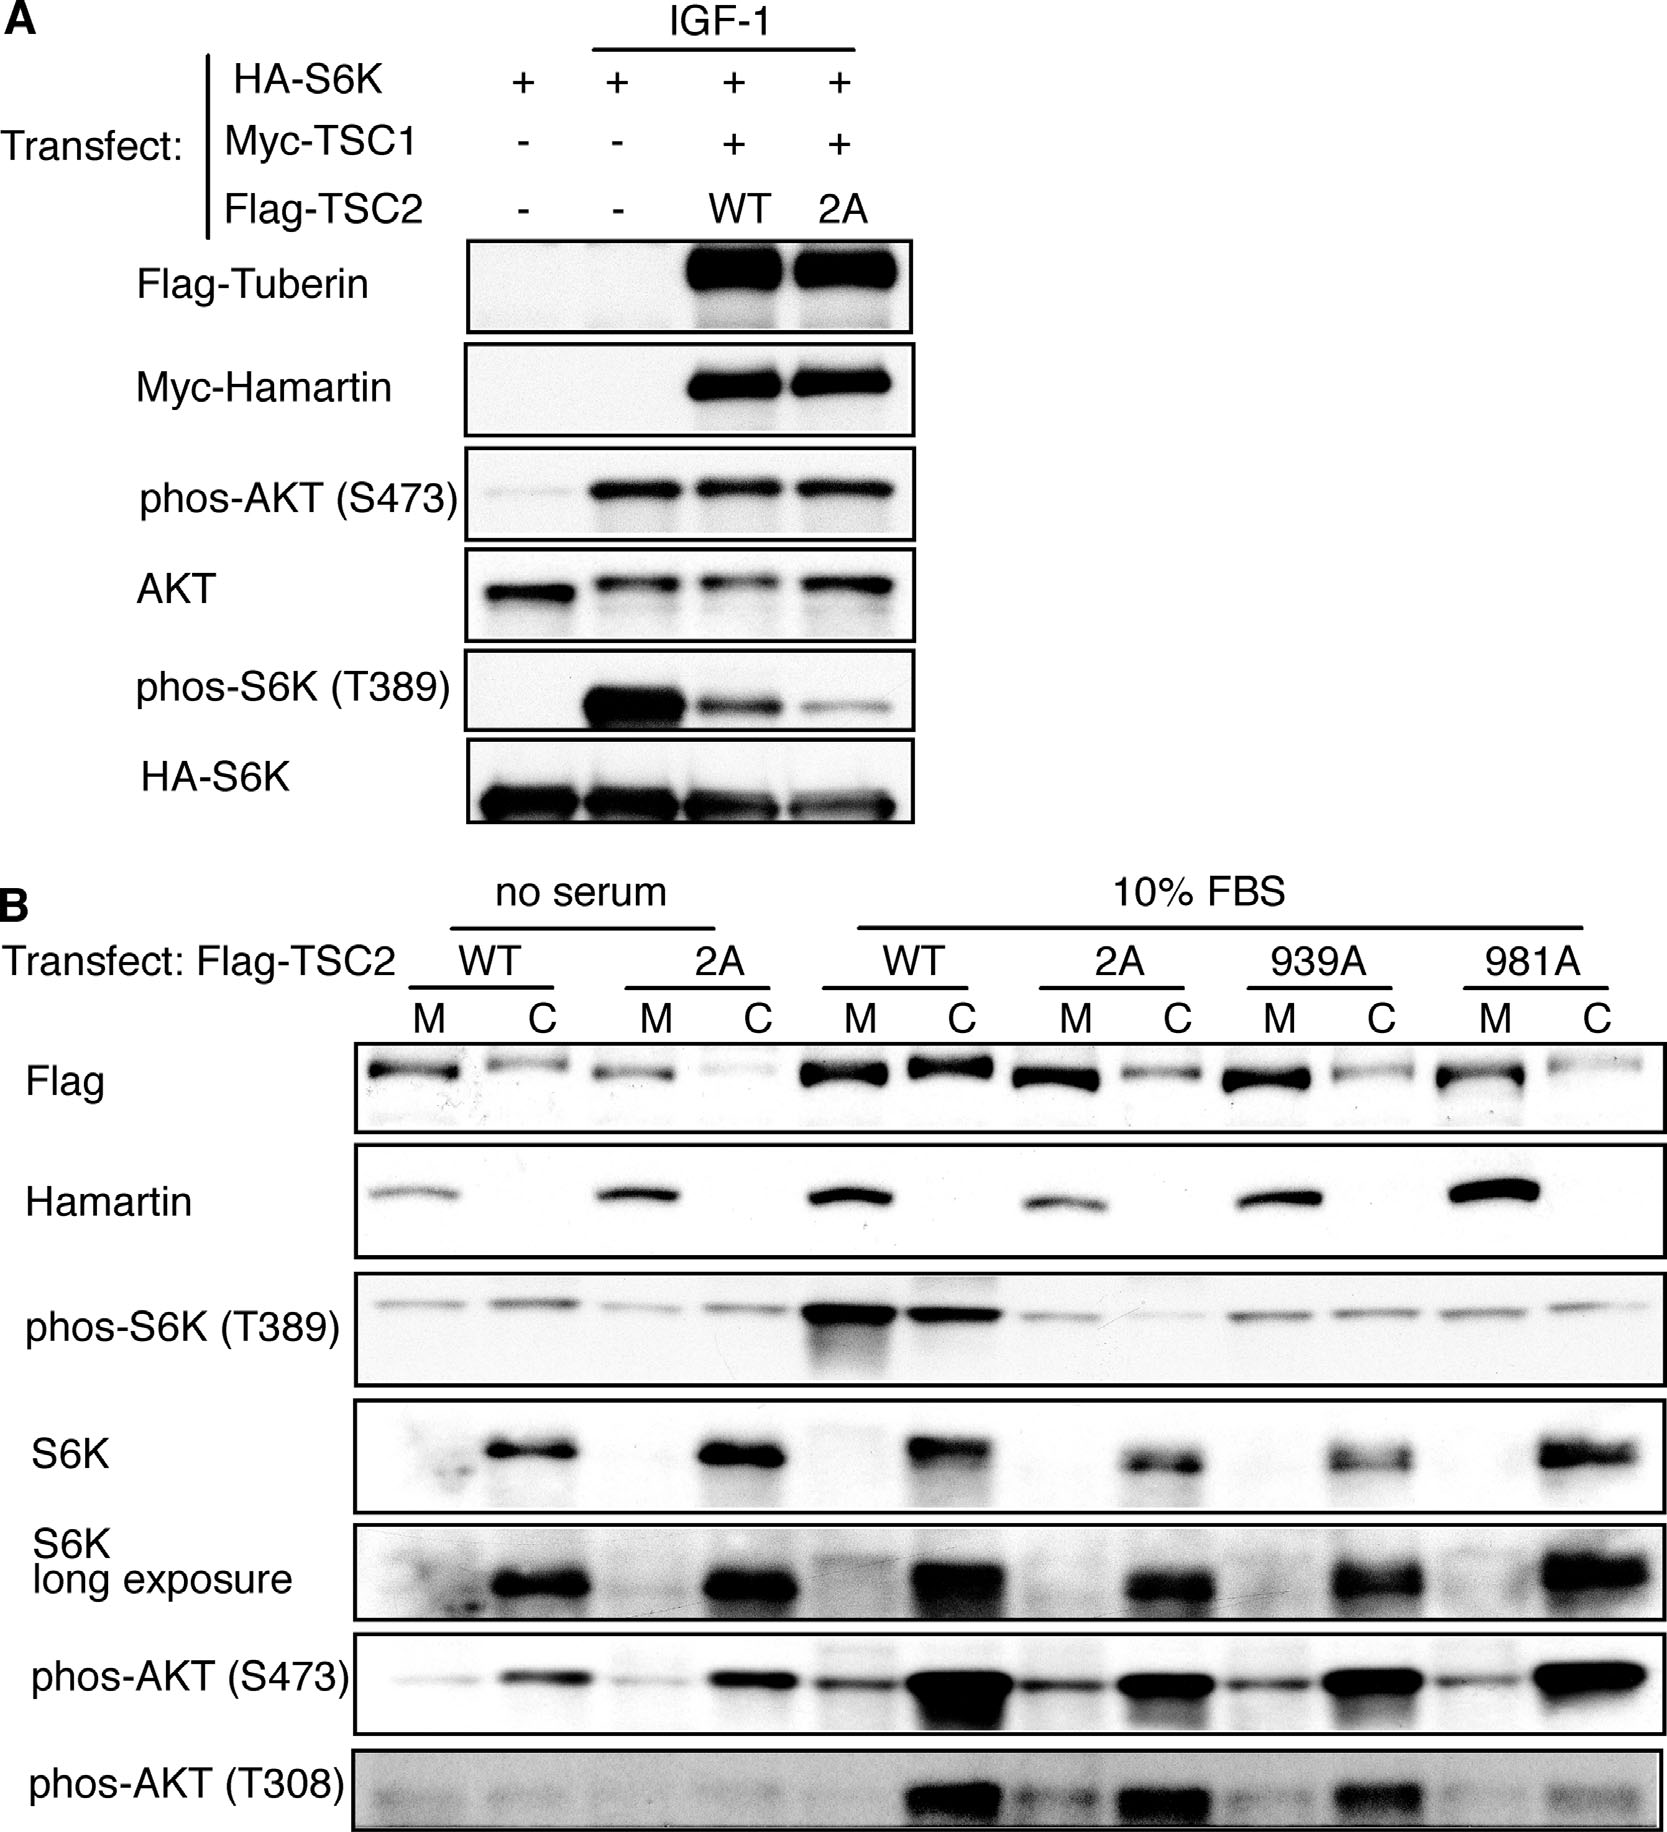 A
IGF-1
HA-S6K + + + +
Transfect: Myc-TSC1 - - + +
Flag-TSC2 - - WT 2A
Flag-Tuberin
Myc-Hamartin
phos-AKT (S473)
AKT
phos-S6K (T389)
HA-S6K
B
no serum 10% FBS
Transfect: Flag-TSC2 WT 2A WT 2A 939A 981A
M C M C M C M C M C M C
Flag
Hamartin
phos-S6K (T389)
S6K
S6K
long exposure
phos-AKT (S473)
phos-AKT (T308)